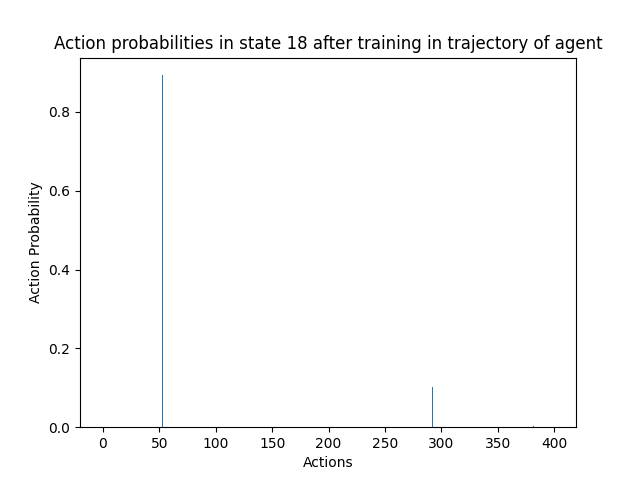 Action probabilities in state 18 after training in trajectory of agent
0.8
0.6
0.4
0.2
0.0
Action Probability
0 50 100 150 200 250 300 350 400
Actions